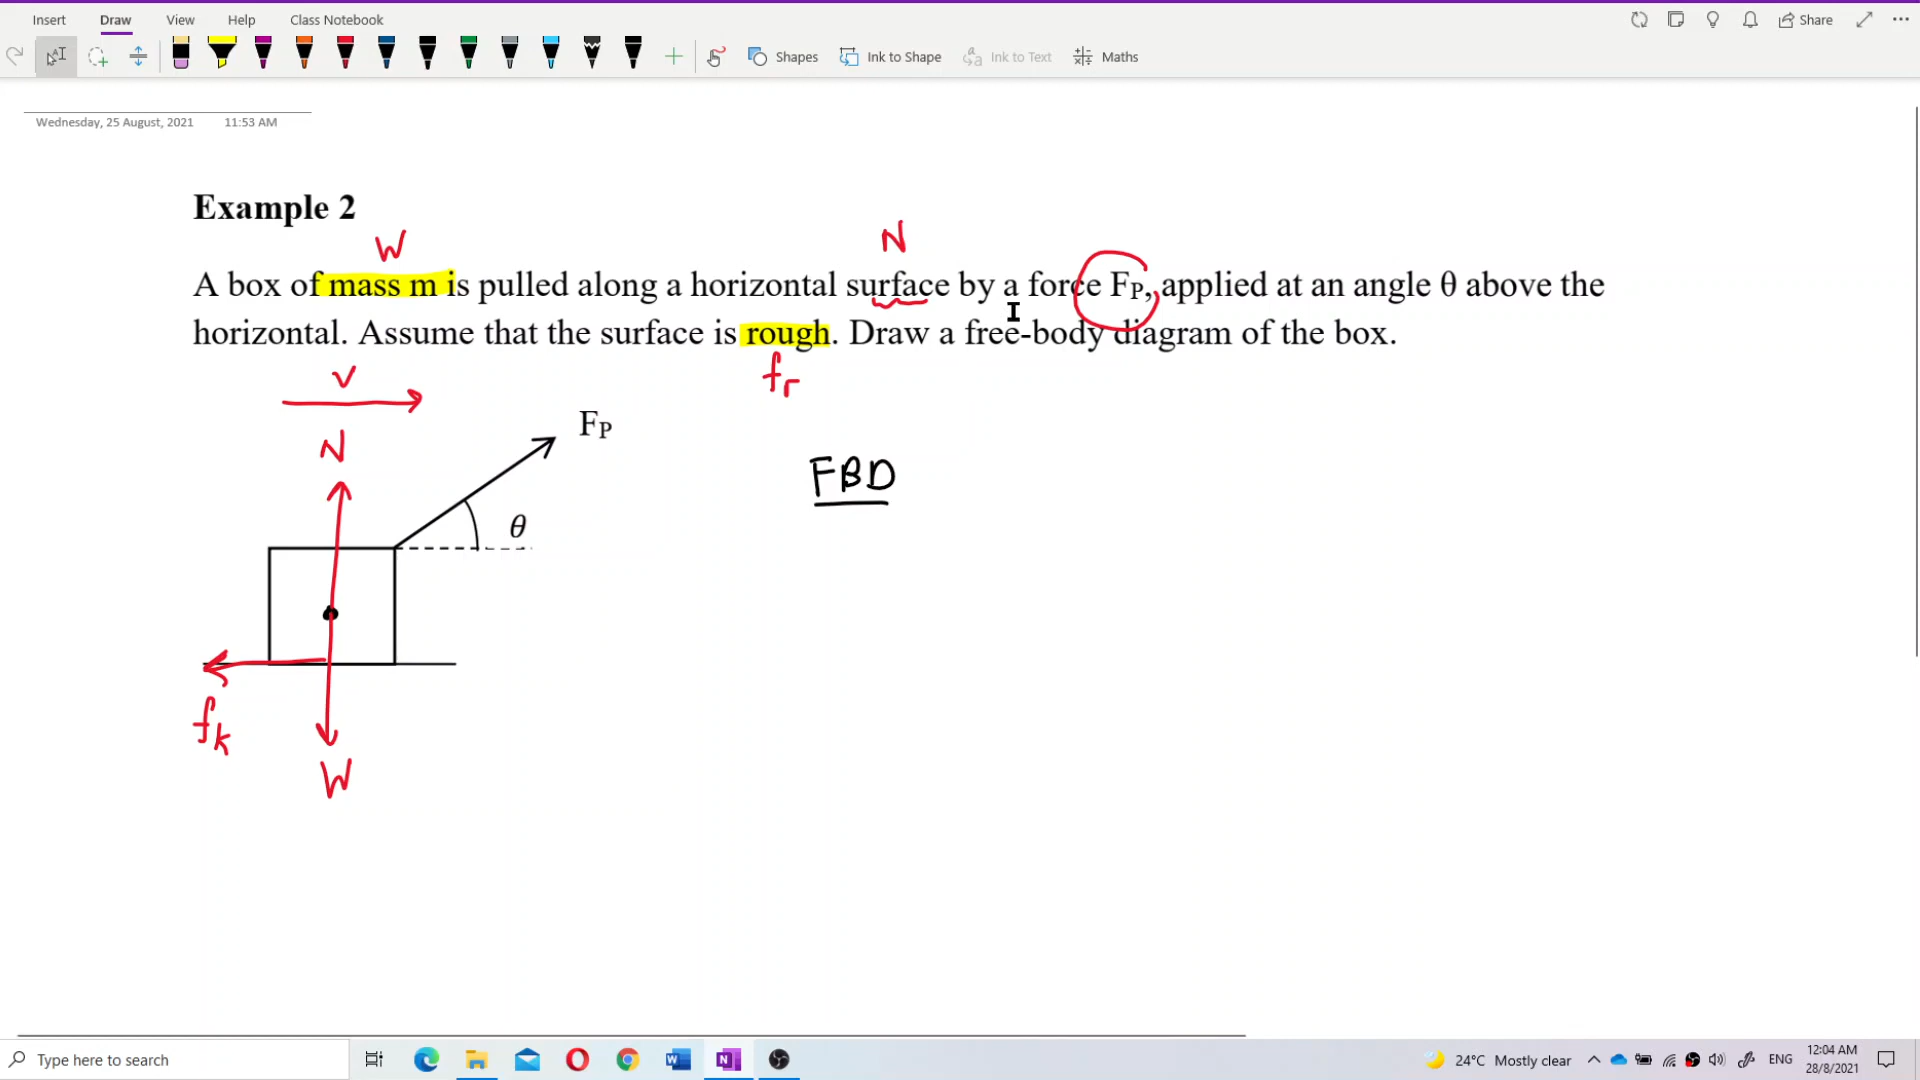 Insert Draw View Help Class Notebook Share
Shapes Ink to Shape Ink to Text Maths
Wednesday, 25 August, 2021 11:53 AM
Example 2
W N
A box of mass m is pulled along a horizontal surface by a force FP, applied at an angle θ above the
horizontal. Assume that the surface is rough. Draw a free-body diagram of the box.
v
fr
FP
N
FBD
θ
fk
W
Type here to search 24°C Mostly clear ENG 12:04 AM
28/8/2021